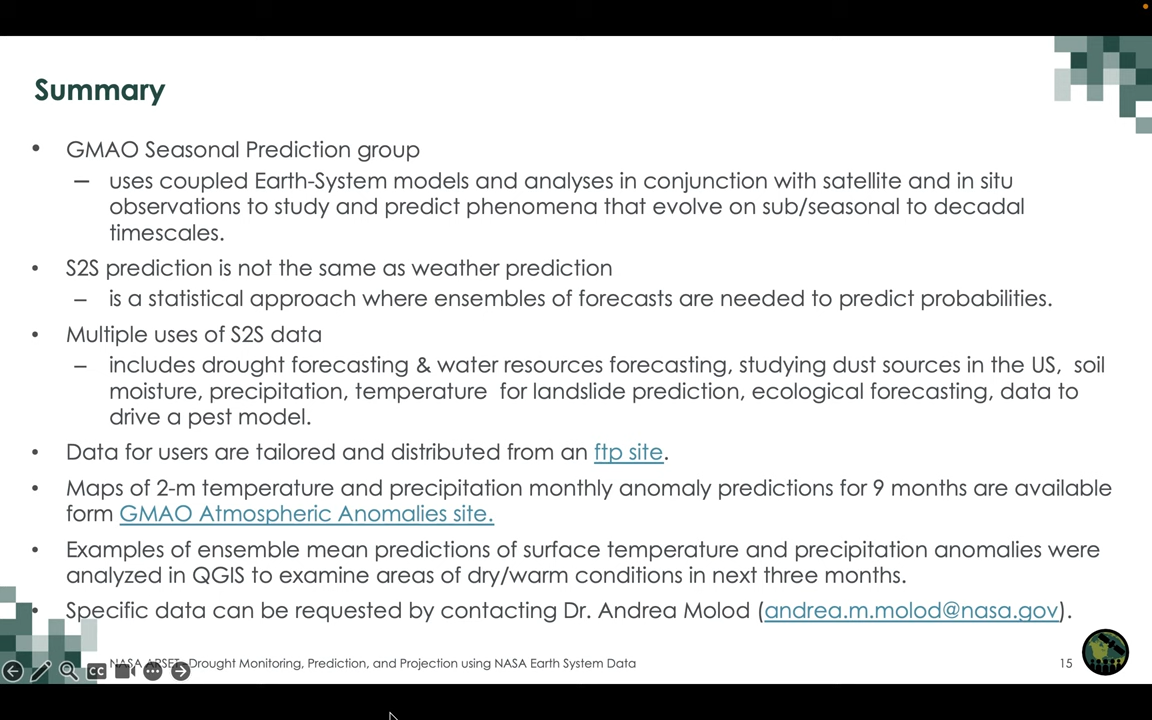 Summary
• GMAO Seasonal Prediction group
– uses coupled Earth-System models and analyses in conjunction with satellite and in situ
observations to study and predict phenomena that evolve on sub/seasonal to decadal
timescales.
• S2S prediction is not the same as weather prediction
– is a statistical approach where ensembles of forecasts are needed to predict probabilities.
• Multiple uses of S2S data
– includes drought forecasting & water resources forecasting, studying dust sources in the US, soil
moisture, precipitation, temperature for landslide prediction, ecological forecasting, data to
drive a pest model.
• Data for users are tailored and distributed from an ftp site.
• Maps of 2-m temperature and precipitation monthly anomaly predictions for 9 months are available
form GMAO Atmospheric Anomalies site.
• Examples of ensemble mean predictions of surface temperature and precipitation anomalies were
analyzed in QGIS to examine areas of dry/warm conditions in next three months.
• Specific data can be requested by contacting Dr. Andrea Molod (andrea.m.molod@nasa.gov).
CC
NASA ARSET – Drought Monitoring, Prediction, and Projection using NASA Earth System Data
15